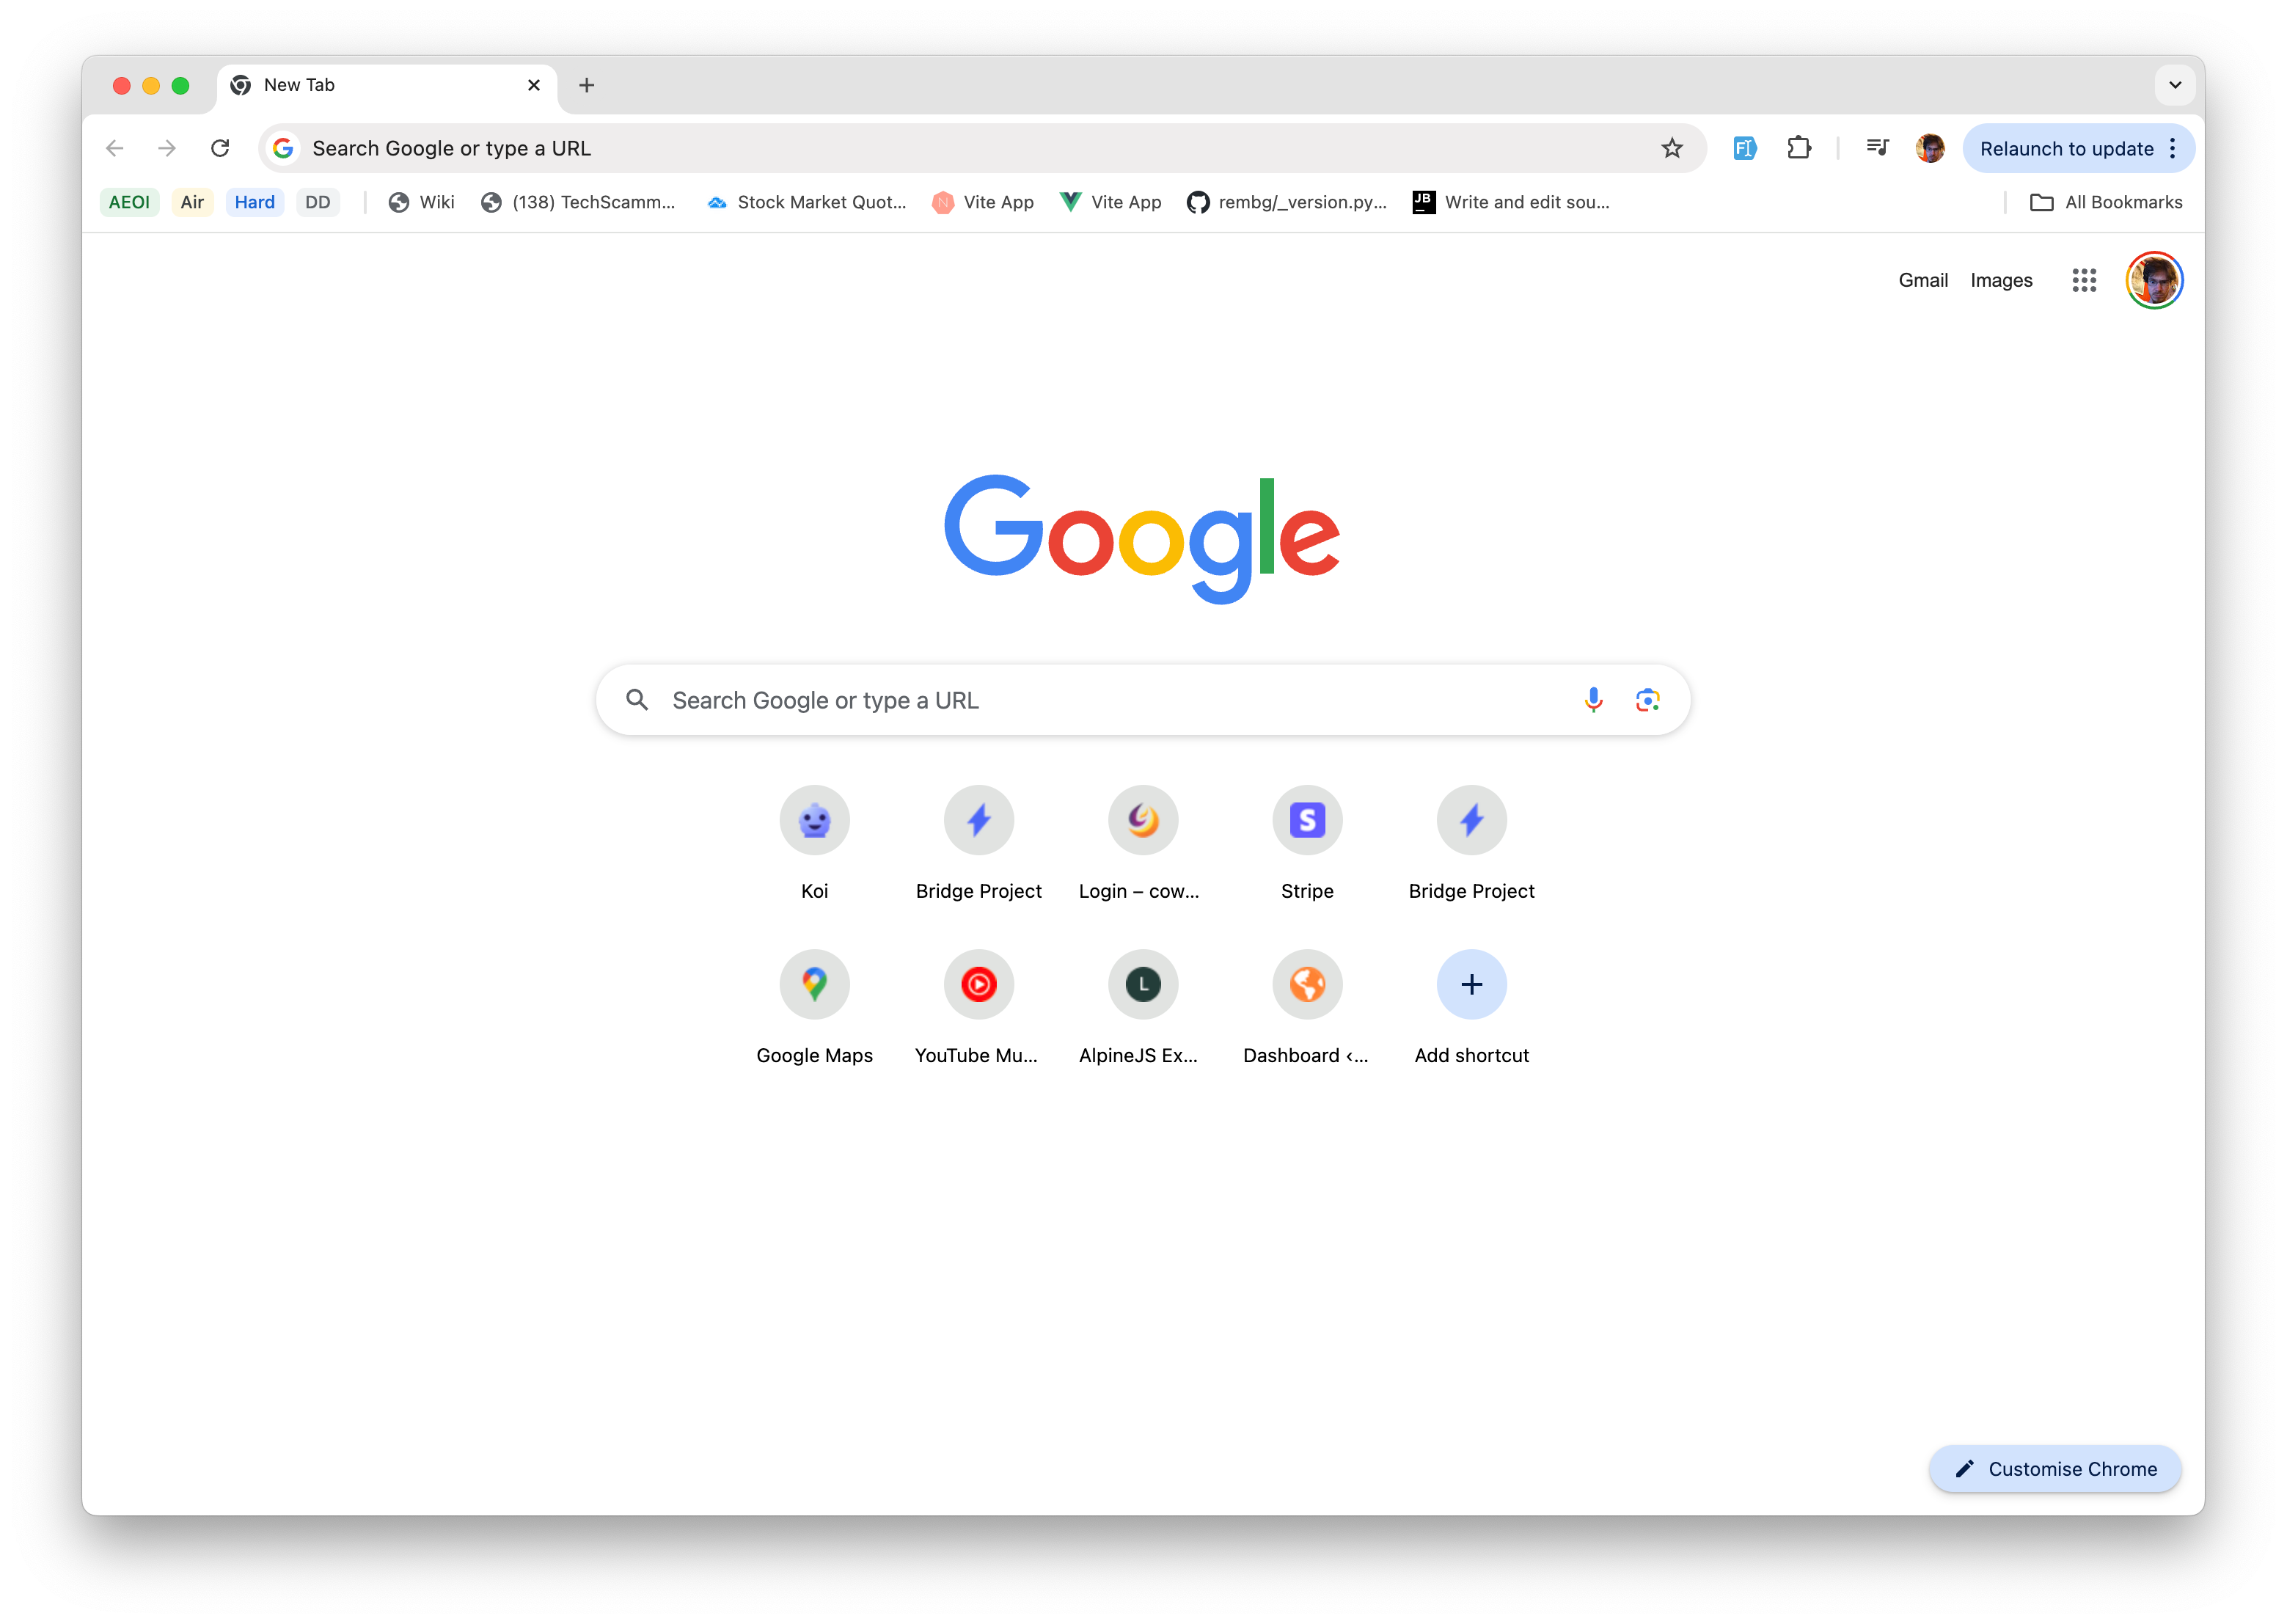 New Tab
Search Google or type a URL
Relaunch to update
AEOI Air Hard DD Wiki (138) TechScamm... Stock Market Quot... Vite App Vite App rembg/_version.py... JB Write and edit sou... All Bookmarks
Gmail Images
Google
Search Google or type a URL
Koi Bridge Project Login – cow... Stripe Bridge Project
Google Maps YouTube Mu... AlpineJS Ex... Dashboard ‹... Add shortcut
Customise Chrome